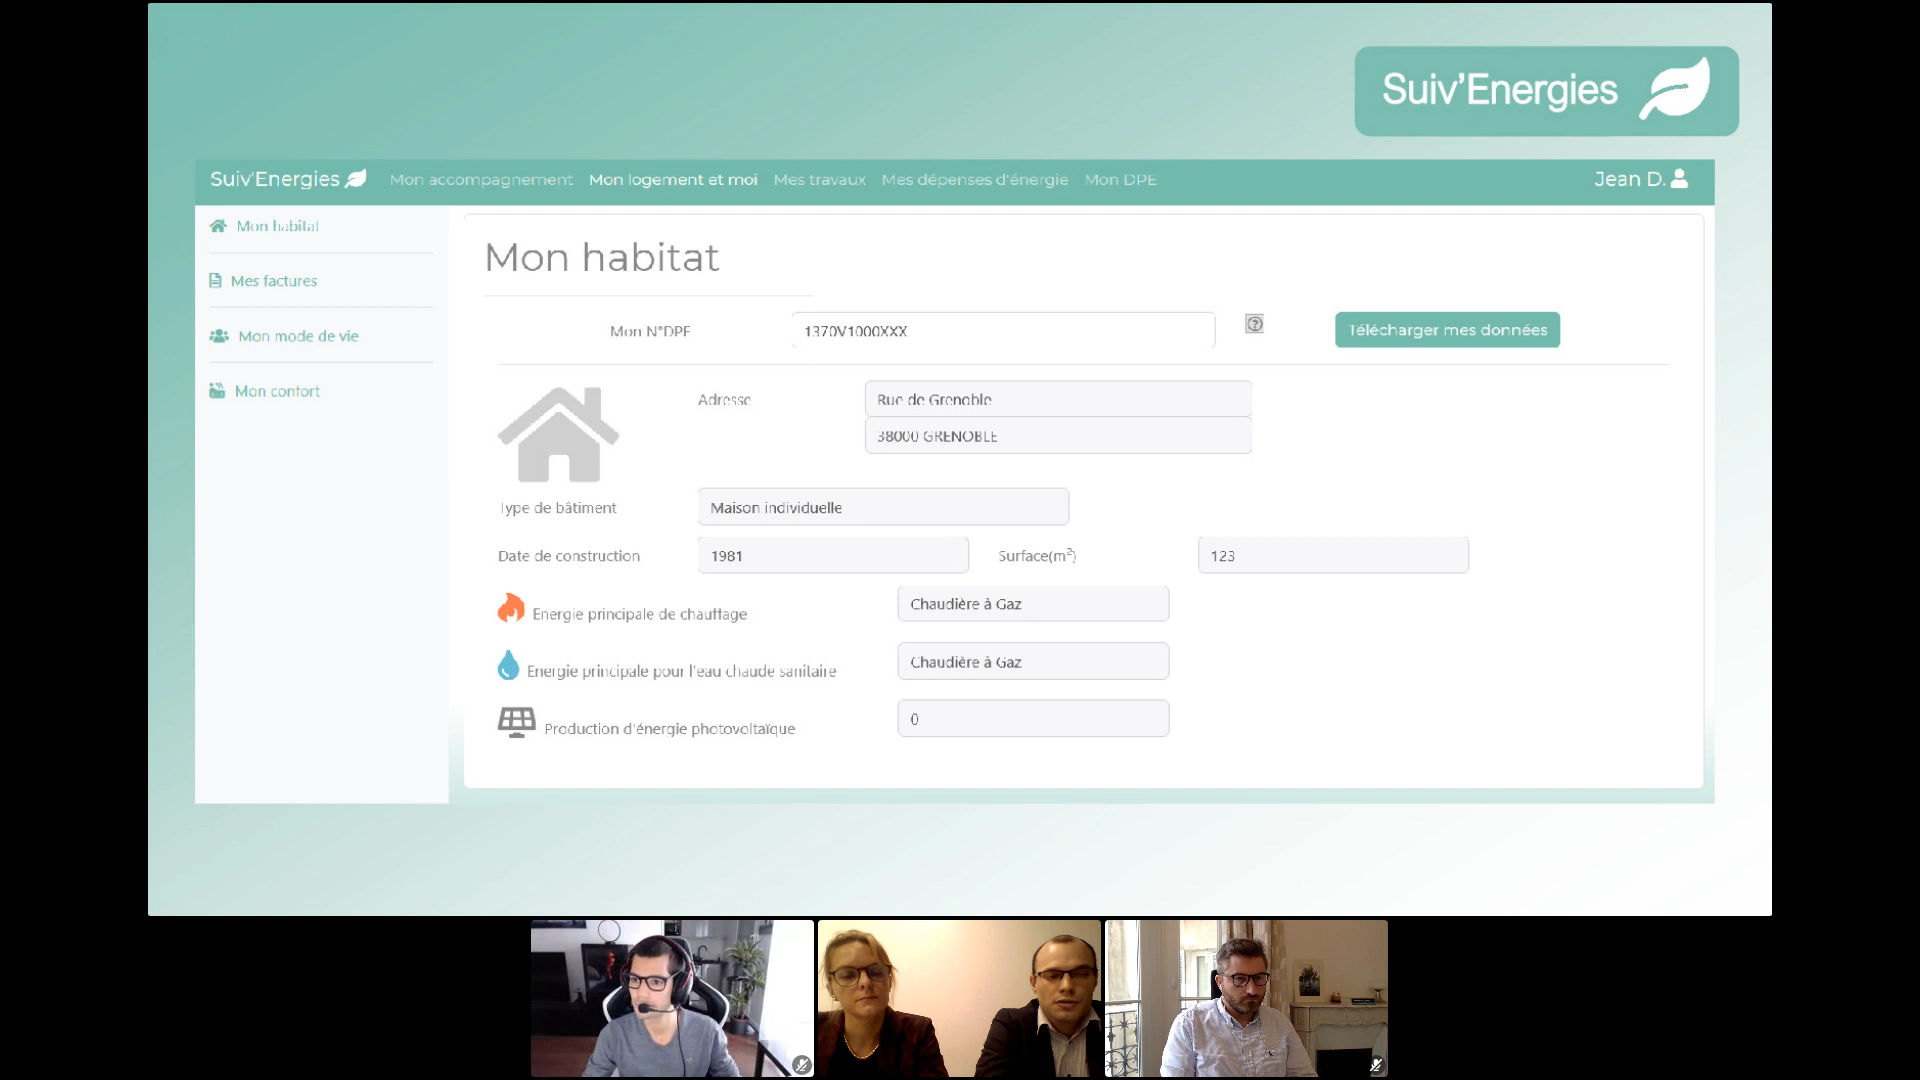 Suiv'Energies
Suiv'Energies Mon accompagnement Mon logement et moi Mes travaux Mes dépenses d'énergie Mon DPE Jean D.
Mon habitat
Mes factures
Mon mode de vie
Mon confort
Mon habitat
Mon N°DPE 1370V1000XXX ? Télécharger mes données
Adresse Rue de Grenoble
38000 GRENOBLE
Type de bâtiment Maison individuelle
Date de construction 1981 Surface(m²) 123
Energie principale de chauffage Chaudière à Gaz
Energie principale pour l'eau chaude sanitaire Chaudière à Gaz
Production d'énergie photovoltaïque 0